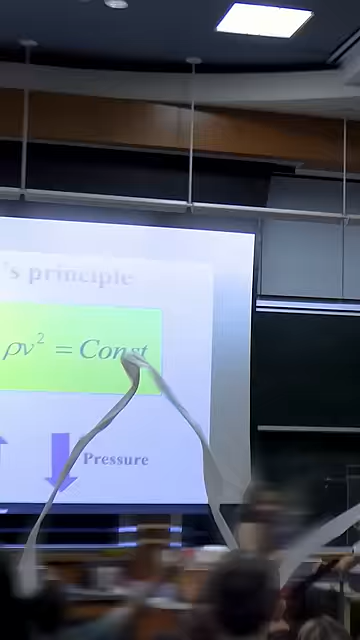 's principle
ρv² = Const
Pressure